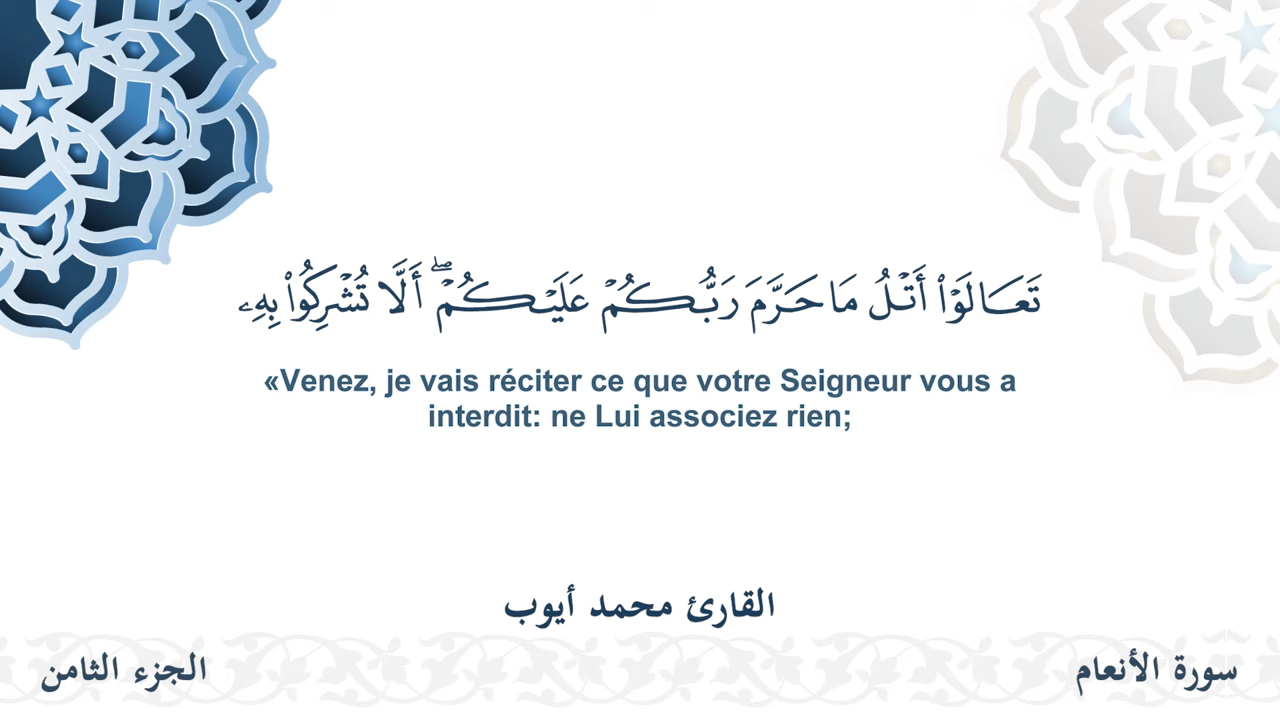 تَعَالَوْا۟ أَتْلُ مَا حَرَّمَ رَبُّكُمْ عَلَيْكُمْ ۖ أَلَّا تُشْرِكُوا۟ بِهِۦ
«Venez, je vais réciter ce que votre Seigneur vous a
interdit: ne Lui associez rien;
القارئ محمد أيوب
سورة الأنعام
الجزء الثامن